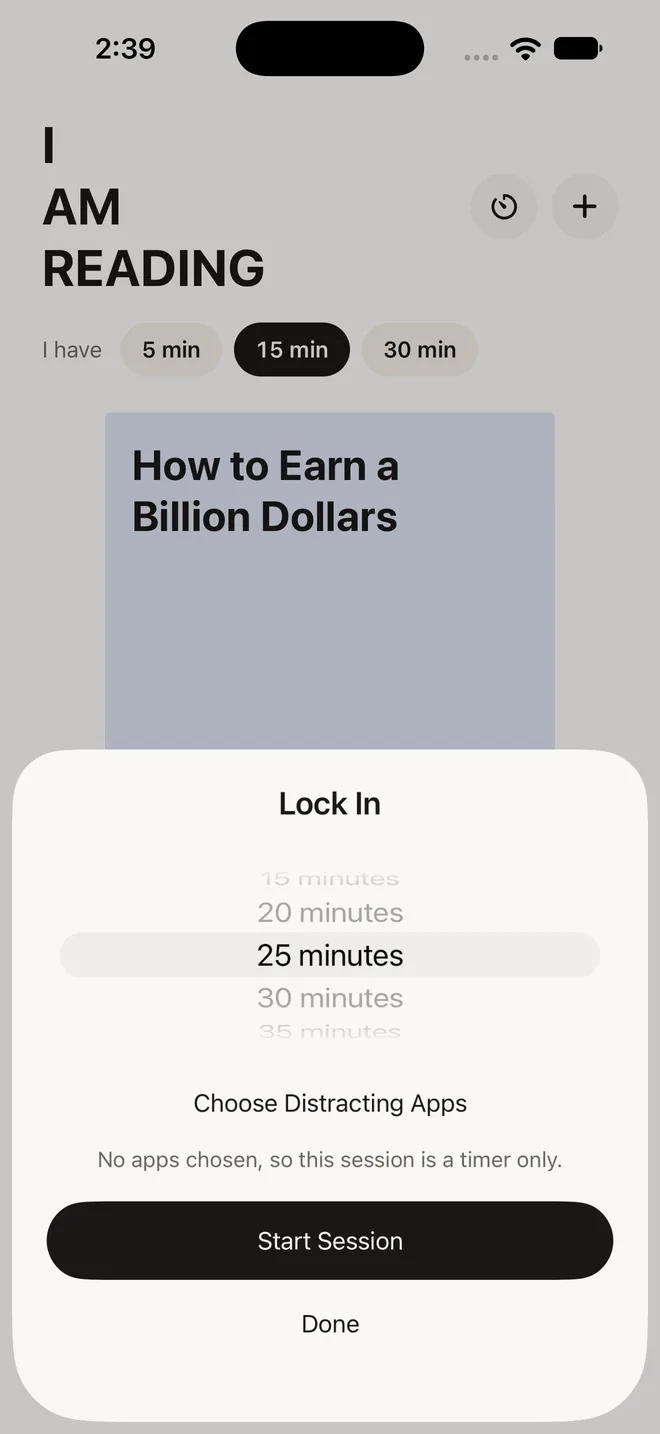 2:39
I
AM
READING
I have 5 min 15 min 30 min
How to Earn a
Billion Dollars
Lock In
15 minutes
20 minutes
25 minutes
30 minutes
35 minutes
Choose Distracting Apps
No apps chosen, so this session is a timer only.
Start Session
Done